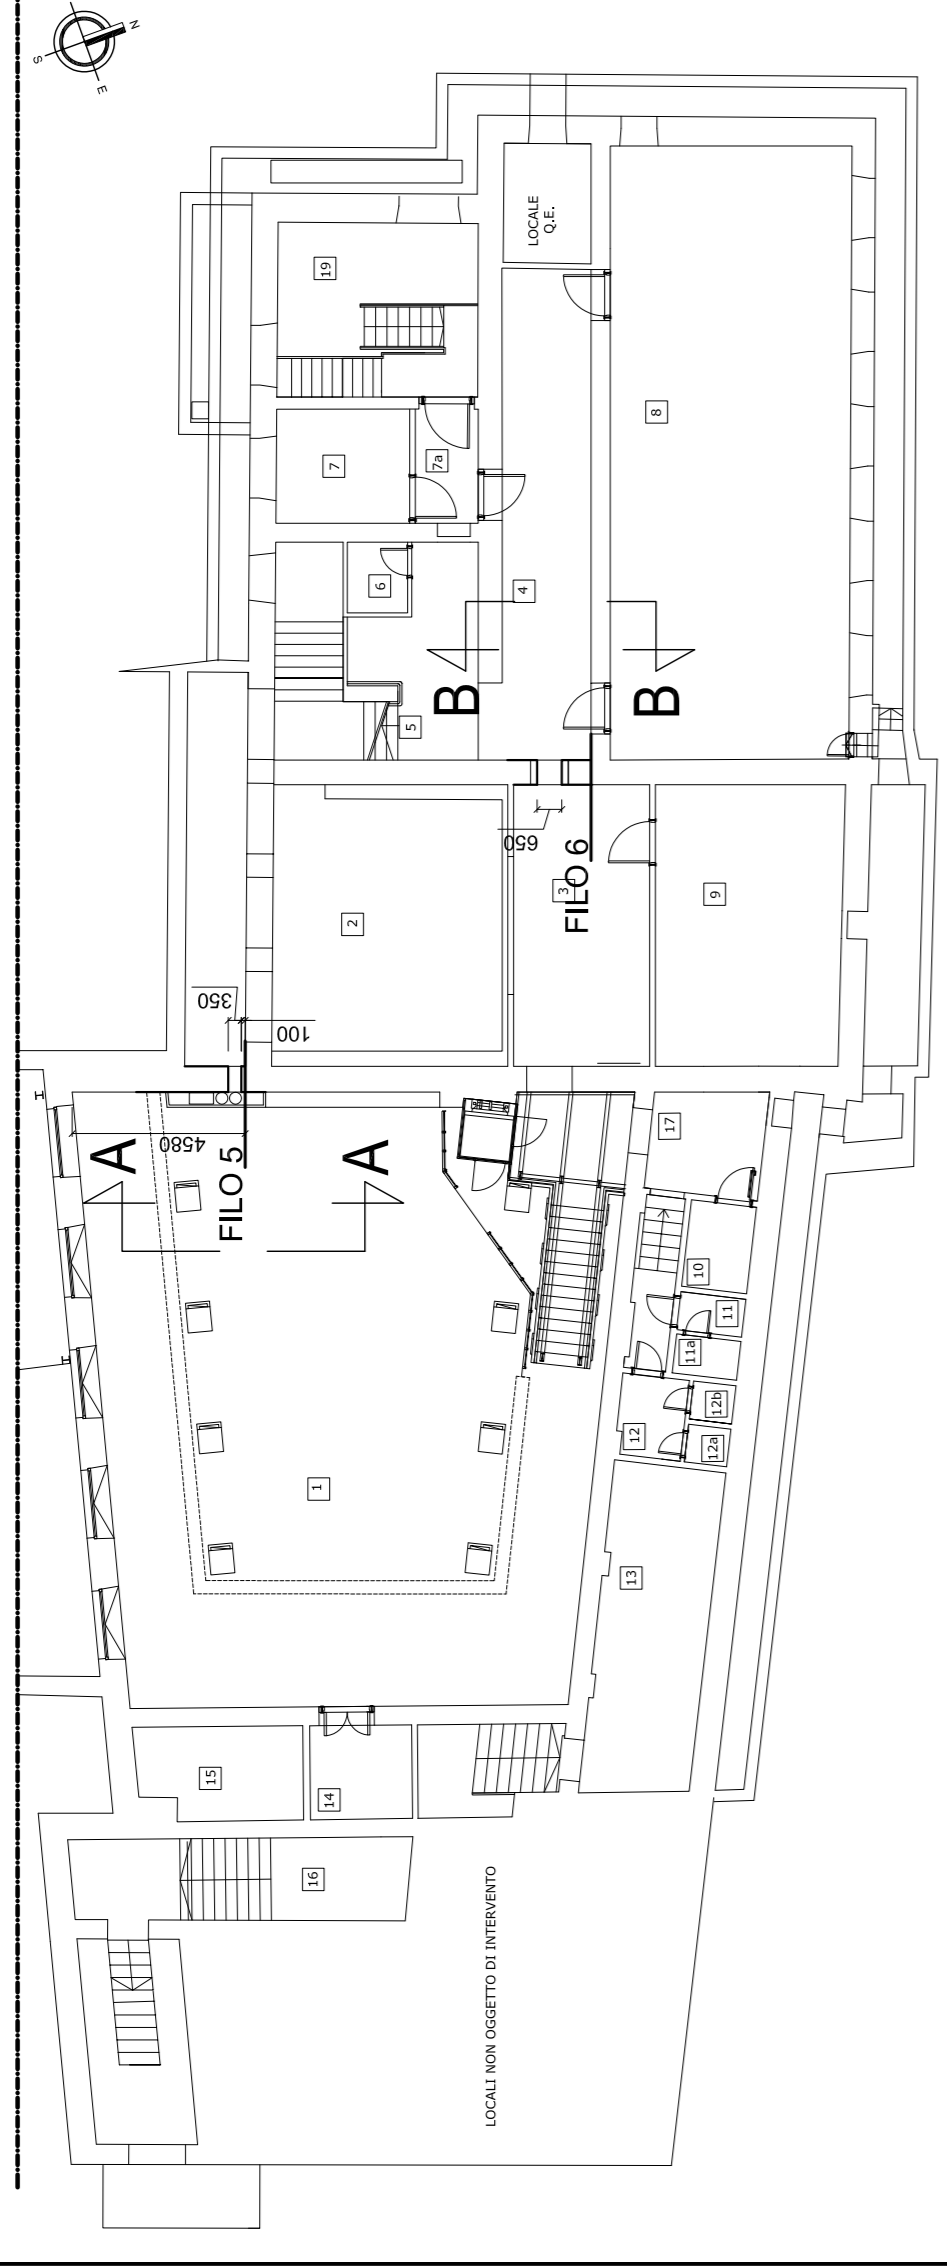 N
S
E
LOCALE
Q.E.
19
7
7a
8
6
4
5
B
B
650
FILO 6
3
2
9
350
100
4580
A
A
FILO 5
17
10
11
11a
12b
12
12a
1
13
15
14
16
LOCALI NON OGGETTO DI INTERVENTO